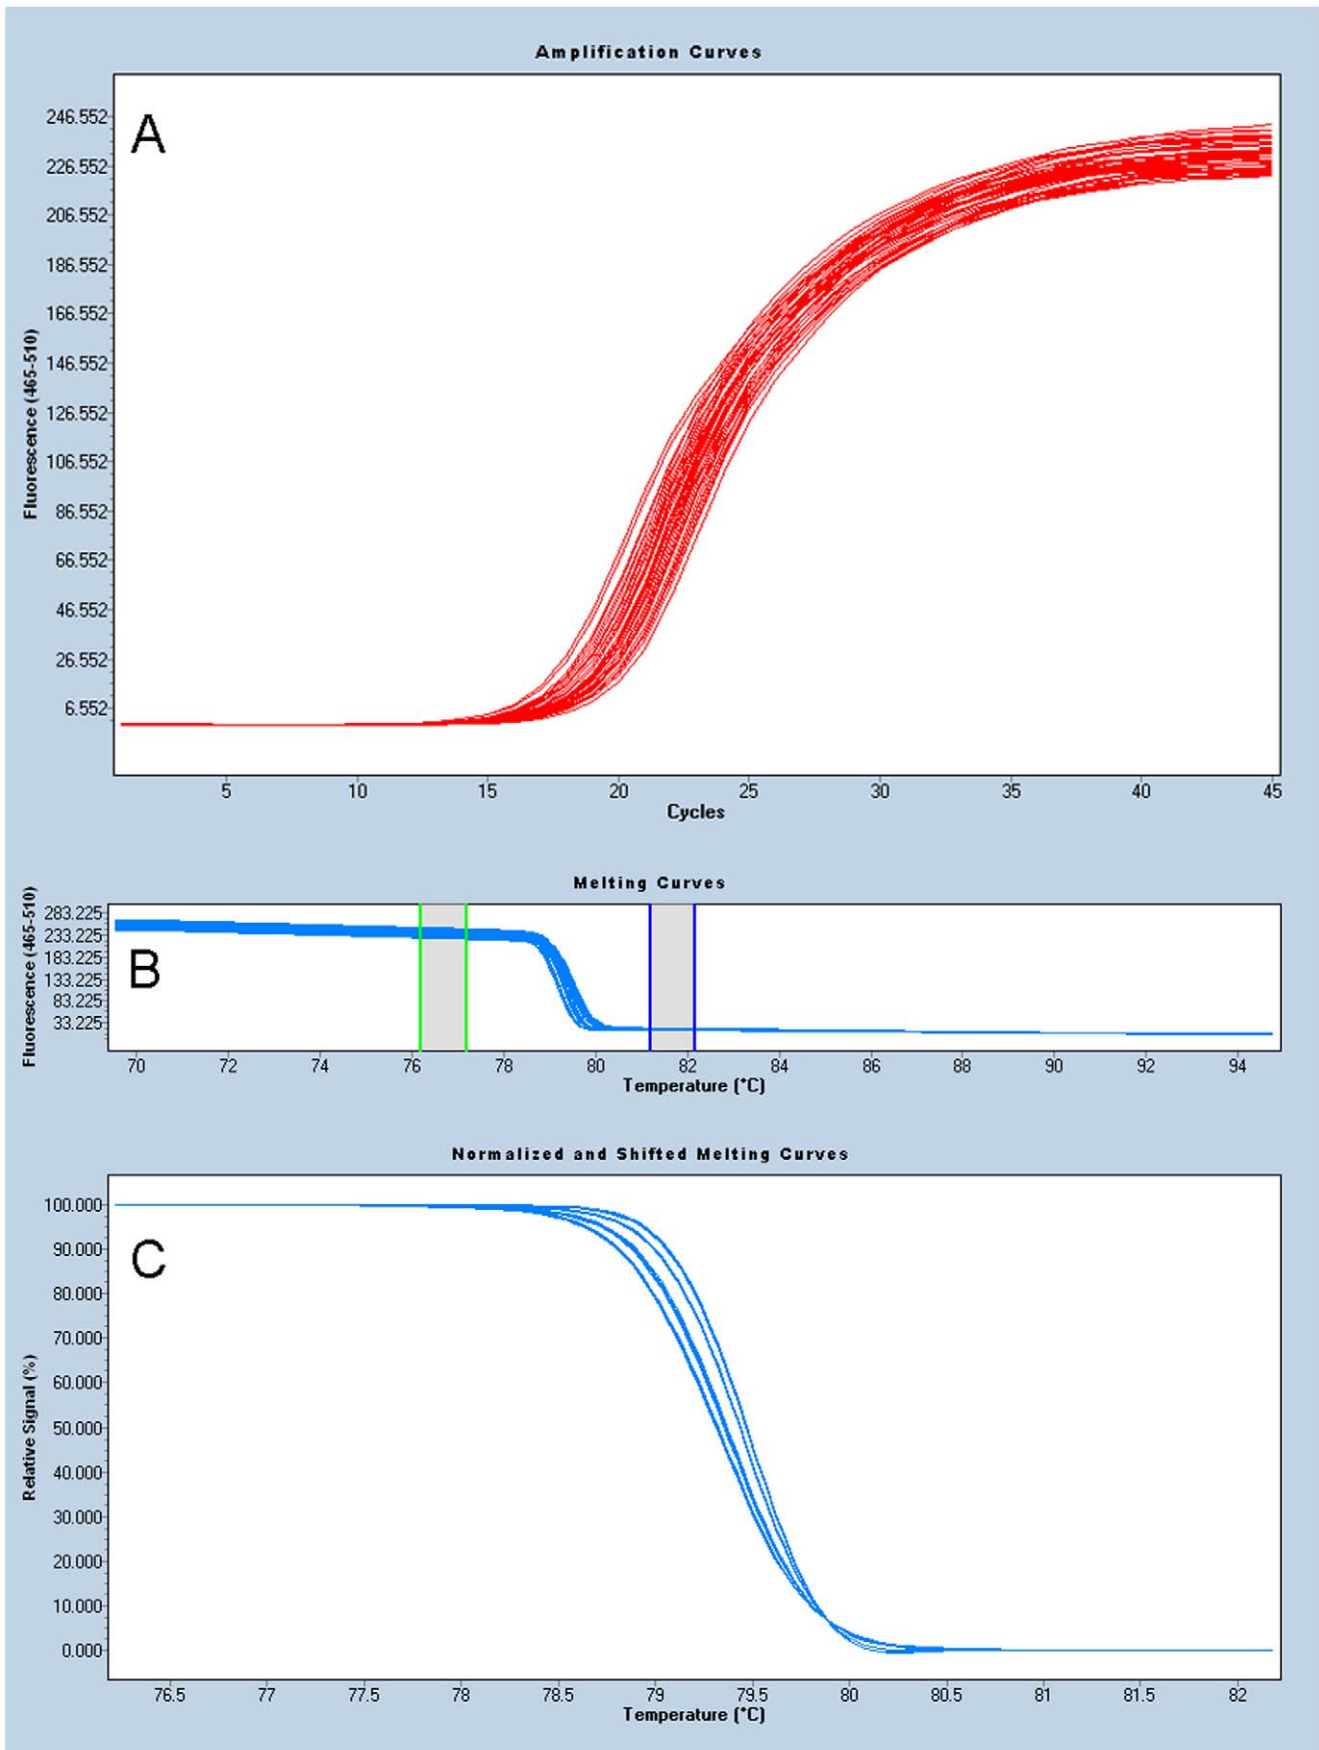 Amplification Curves
A
Fluorescence (465-510)
246.552
226.552
206.552
186.552
166.552
146.552
126.552
106.552
86.552
66.552
46.552
26.552
6.552
5 10 15 20 25 30 35 40 45
Cycles
Melting Curves
B
Fluorescence (465-510)
283.225
233.225
183.225
133.225
83.225
33.225
70 72 74 76 78 80 82 84 86 88 90 92 94
Temperature (°C)
Normalized and Shifted Melting Curves
C
Relative Signal (%)
100.000
90.000
80.000
70.000
60.000
50.000
40.000
30.000
20.000
10.000
0.000
76.5 77 77.5 78 78.5 79 79.5 80 80.5 81 81.5 82
Temperature (°C)